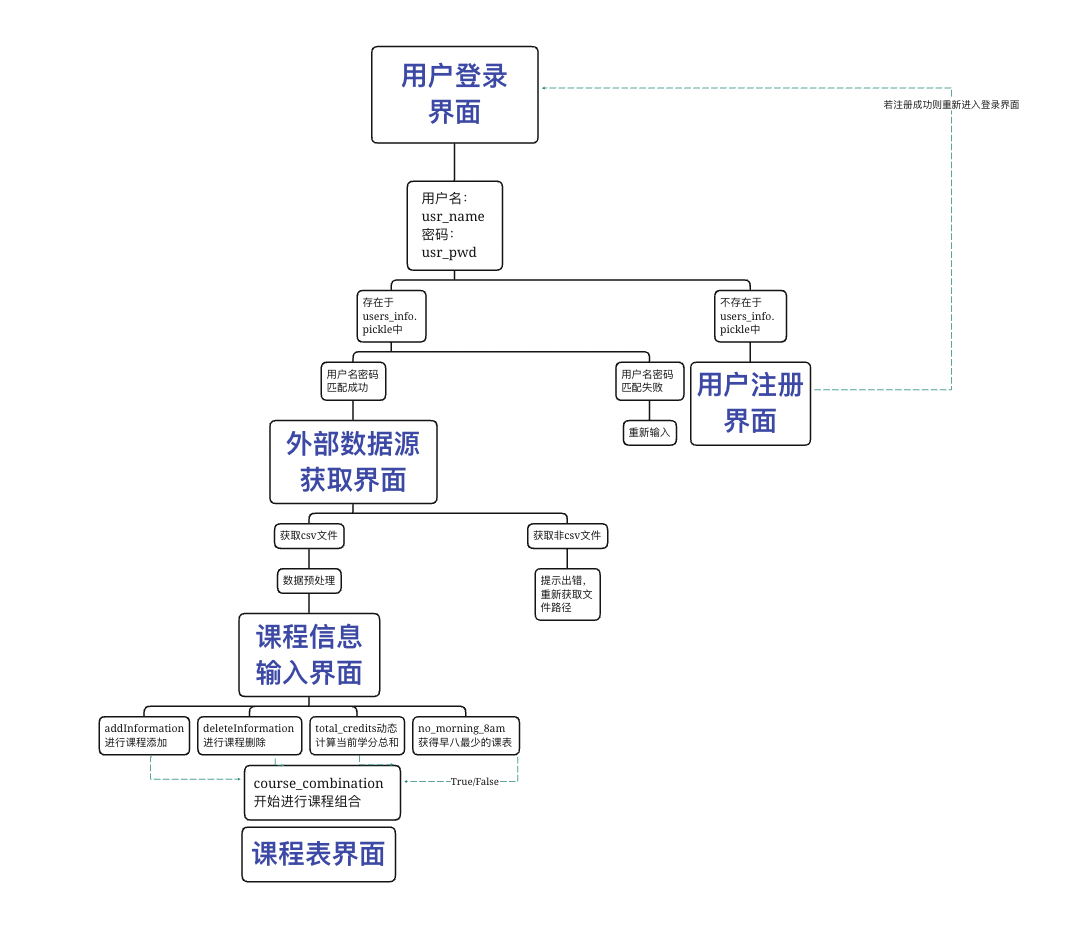 用户登录
界面
若注册成功则重新进入登录界面
用户名：
usr_name
密码：
usr_pwd
存在于
users_info.
pickle中
不存在于
users_info.
pickle中
用户名密码
匹配成功
用户名密码
匹配失败
用户注册
界面
重新输入
外部数据源
获取界面
获取csv文件
获取非csv文件
数据预处理
提示出错，
重新获取文
件路径
课程信息
输入界面
addInformation
进行课程添加
deleteInformation
进行课程删除
total_credits动态
计算当前学分总和
no_morning_8am
获得早八最少的课表
True/False
course_combination
开始进行课程组合
课程表界面